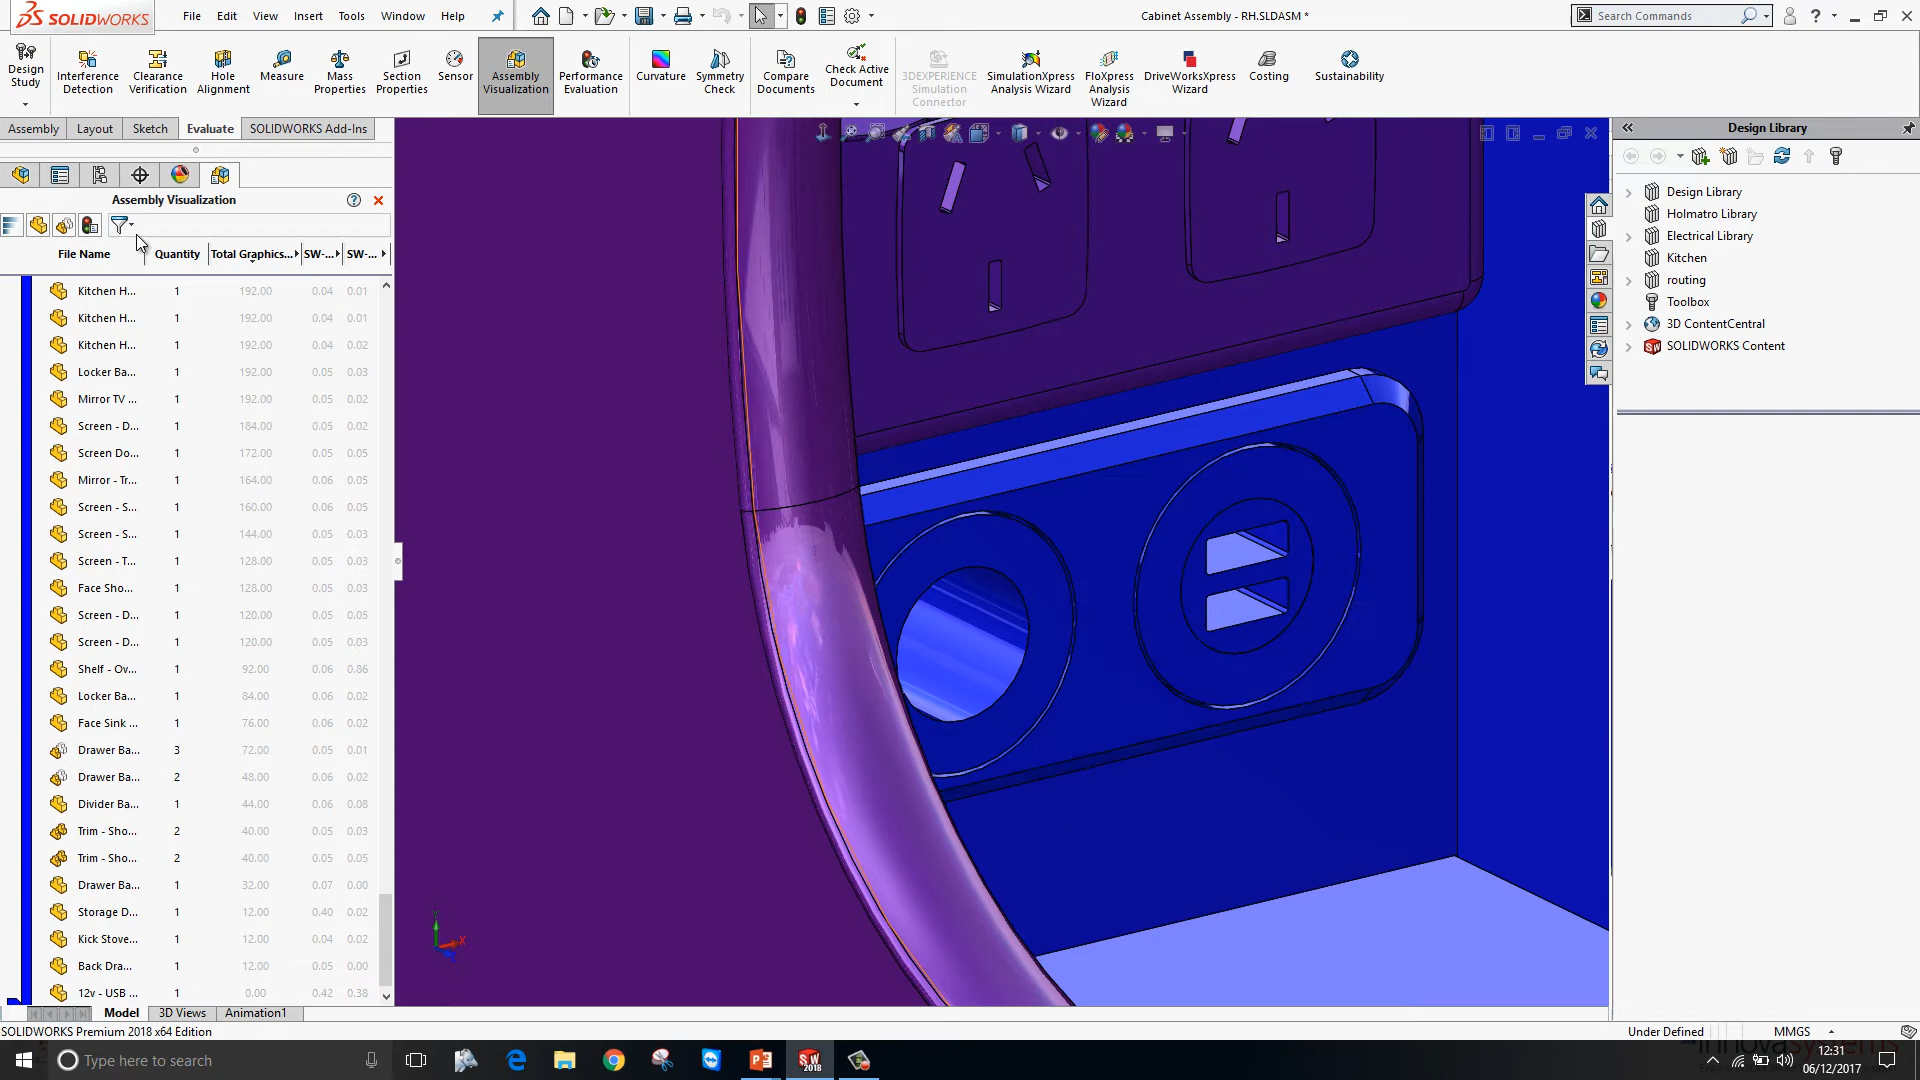 SOLIDWORKS
File Edit View Insert Tools Window Help
Cabinet Assembly - RH.SLDASM *
Search Commands
Design Study
Interference Detection
Clearance Verification
Hole Alignment
Measure
Mass Properties
Section Properties
Sensor
Assembly Visualization
Performance Evaluation
Curvature
Symmetry Check
Compare Documents
Check Active Document
3DEXPERIENCE Simulation Connector
SimulationXpress Analysis Wizard
FloXpress Analysis Wizard
DriveWorksXpress Wizard
Costing
Sustainability
Assembly Layout Sketch Evaluate SOLIDWORKS Add-Ins
Assembly Visualization
File Name Quantity Total Graphics... SW-... SW-...
Kitchen H... 1 192.00 0.04 0.01
Kitchen H... 1 192.00 0.04 0.01
Kitchen H... 1 192.00 0.04 0.02
Locker Ba... 1 192.00 0.05 0.03
Mirror TV ... 1 192.00 0.05 0.02
Screen - D... 1 184.00 0.05 0.02
Screen Do... 1 172.00 0.05 0.05
Mirror - Tr... 1 164.00 0.06 0.05
Screen - S... 1 160.00 0.06 0.05
Screen - S... 1 144.00 0.05 0.03
Screen - T... 1 128.00 0.05 0.03
Face Sho... 1 128.00 0.05 0.03
Screen - D... 1 120.00 0.05 0.05
Screen - D... 1 120.00 0.05 0.03
Shelf - Ov... 1 92.00 0.06 0.86
Locker Ba... 1 84.00 0.06 0.02
Face Sink ... 1 76.00 0.06 0.02
Drawer Ba... 3 72.00 0.05 0.01
Drawer Ba... 2 48.00 0.06 0.02
Divider Ba... 1 44.00 0.06 0.08
Trim - Sho... 2 40.00 0.05 0.03
Trim - Sho... 2 40.00 0.05 0.05
Drawer Ba... 1 32.00 0.07 0.00
Storage D... 1 12.00 0.40 0.02
Kick Stove... 1 12.00 0.04 0.02
Back Dra... 1 12.00 0.05 0.00
12v - USB ... 1 0.00 0.42 0.38
Y
X
Design Library
Design Library
Holmatro Library
Electrical Library
Kitchen
routing
Toolbox
3D ContentCentral
SOLIDWORKS Content
Model 3D Views Animation1
SOLIDWORKS Premium 2018 x64 Edition
Under Defined
MMGS
Type here to search
SW 2018
innovasystems
12:31
06/12/2017